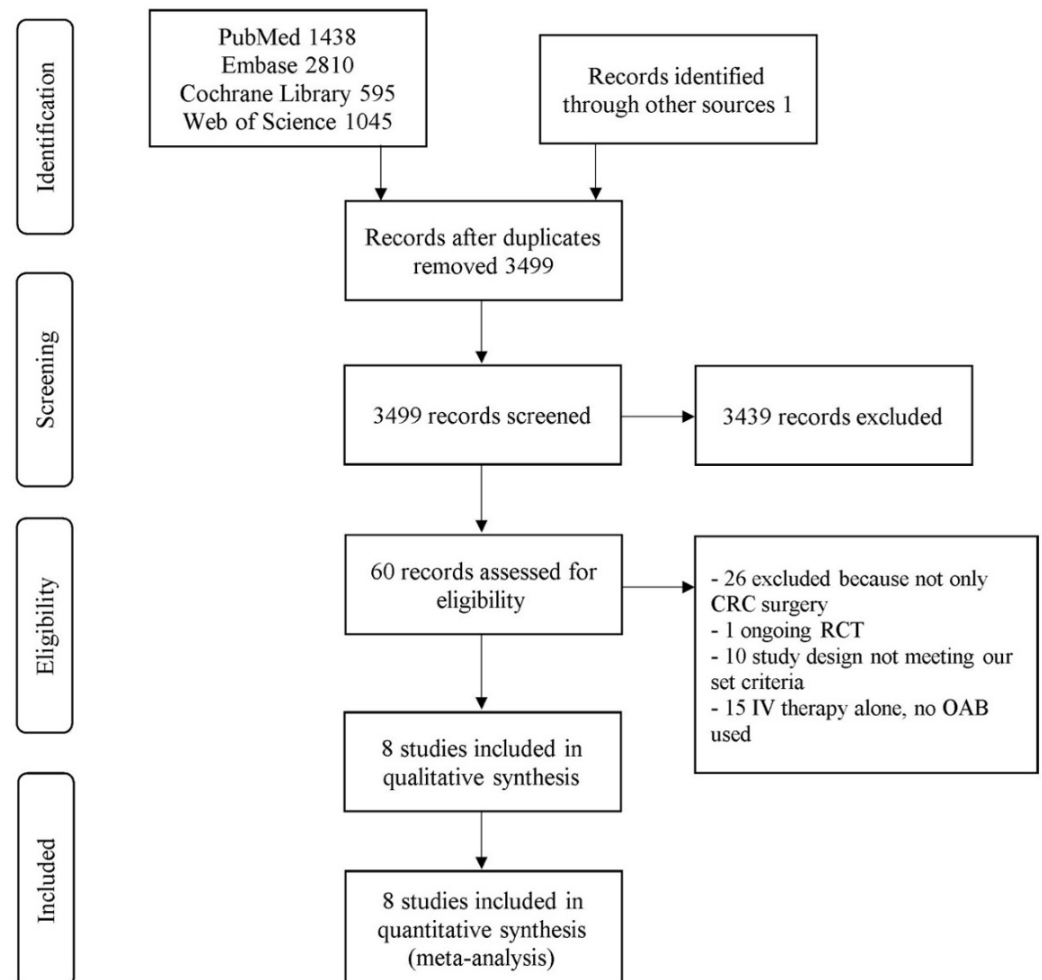 Identification
PubMed 1438
Embase 2810
Cochrane Library 595
Web of Science 1045
Records identified
through other sources 1
Records after duplicates
removed 3499
Screening
3499 records screened
3439 records excluded
Eligibility
60 records assessed for
eligibility
- 26 excluded because not only
CRC surgery
- 1 ongoing RCT
- 10 study design not meeting our
set criteria
- 15 IV therapy alone, no OAB
used
8 studies included in
qualitative synthesis
Included
8 studies included in
quantitative synthesis
(meta-analysis)